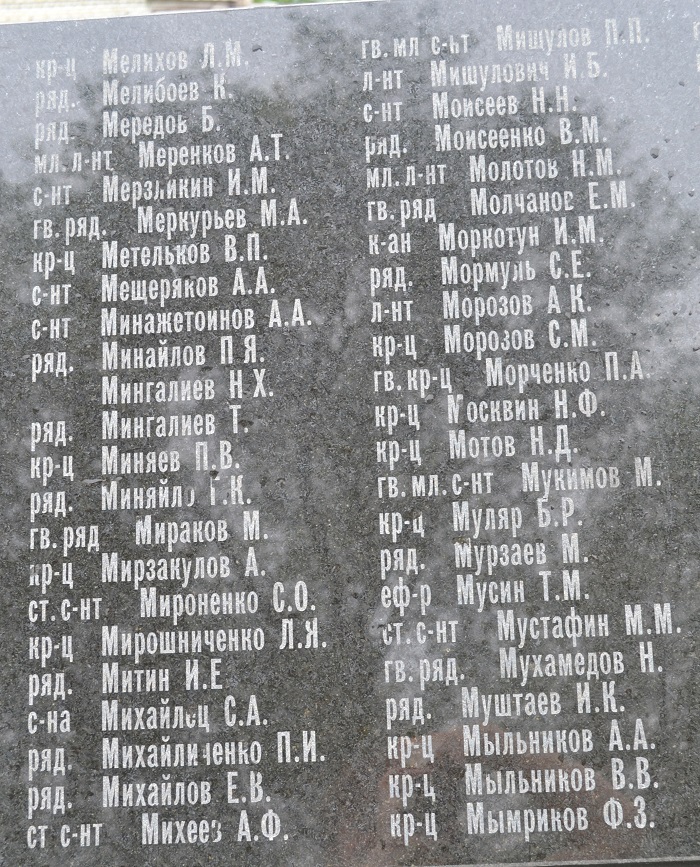 кр-ц Мелихов Л.М.
ряд. Мелибоев К.
ряд. Мередов Б.
мл. л-нт Меренков А.Т.
с-нт Мерзликин И.М.
гв. ряд. Меркурьев М.А.
кр-ц Метельков В.П.
с-нт Мещеряков А.А.
с-нт Минажетоинов А.А.
ряд. Минайлов П Я.
Мингалиев Н Х.
ряд. Мингалиев Т.
кр-ц Миняев П.В.
ряд. Миняйло Г.К.
гв. ряд Мираков М.
кр-ц Мирзакулов А.
ст. с-нт Мироненко С.О.
кр-ц Мирошниченко Л.Я.
ряд. Митин И.Е
с-на Михайлец С.А.
ряд. Михайличенко П.И.
ряд. Михайлов Е.В.
ст с-нт Михеев А.Ф.
гв. мл с-нт Мишулов П.П.
л-нт Мишулович И.Б.
с-нт Моисеев Н.Н.
ряд. Моисеенко В.М.
мл. л-нт Молотов Н.М.
гв. ряд Молчанов Е.М.
к-ан Моркотун И.М.
ряд. Мормуль С.Е.
л-нт Морозов А К.
кр-ц Морозов С.М.
гв. кр-ц Морченко П.А.
кр-ц Москвин Н.Ф.
кр-ц Мотов Н.Д.
гв. мл. с-нт Мукимов М.
кр-ц Муляр Б.Р.
ряд. Мурзаев М.
еф-р Мусин Т.М.
ст. с-нт Мустафин М.М.
гв. ряд. Мухамедов Н.
ряд. Муштаев И.К.
кр-ц Мыльников А.А.
кр-ц Мыльников В.В.
кр-ц Мымриков Ф.З.